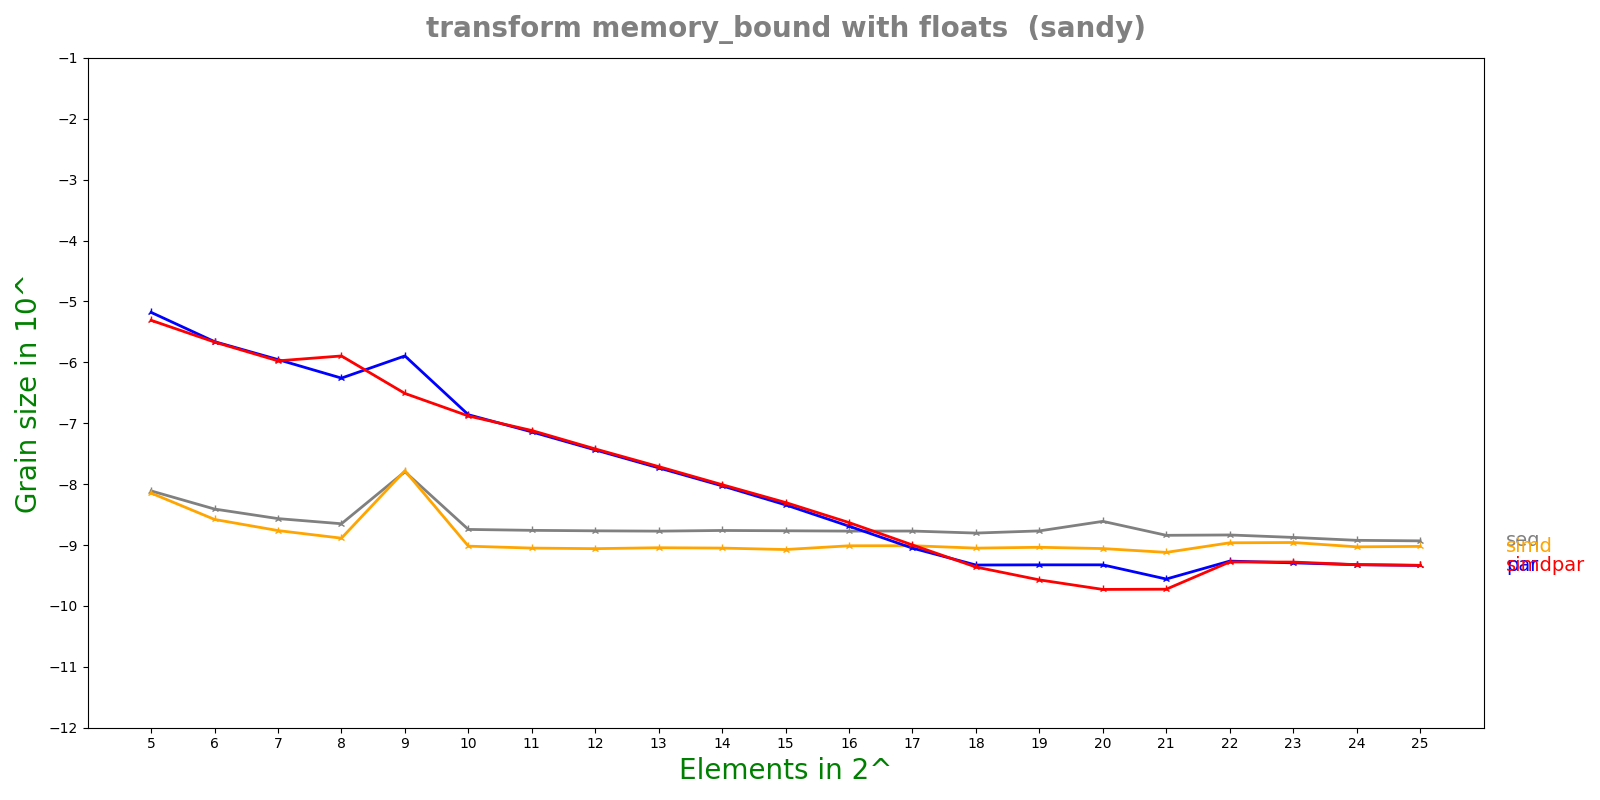 transform memory_bound with floats (sandy)
Grain size in 10^
−1
−2
−3
−4
−5
−6
−7
−8
−9
−10
−11
−12
5 6 7 8 9 10 11 12 13 14 15 16 17 18 19 20 21 22 23 24 25
Elements in 2^
seq
simd
par
simdpar